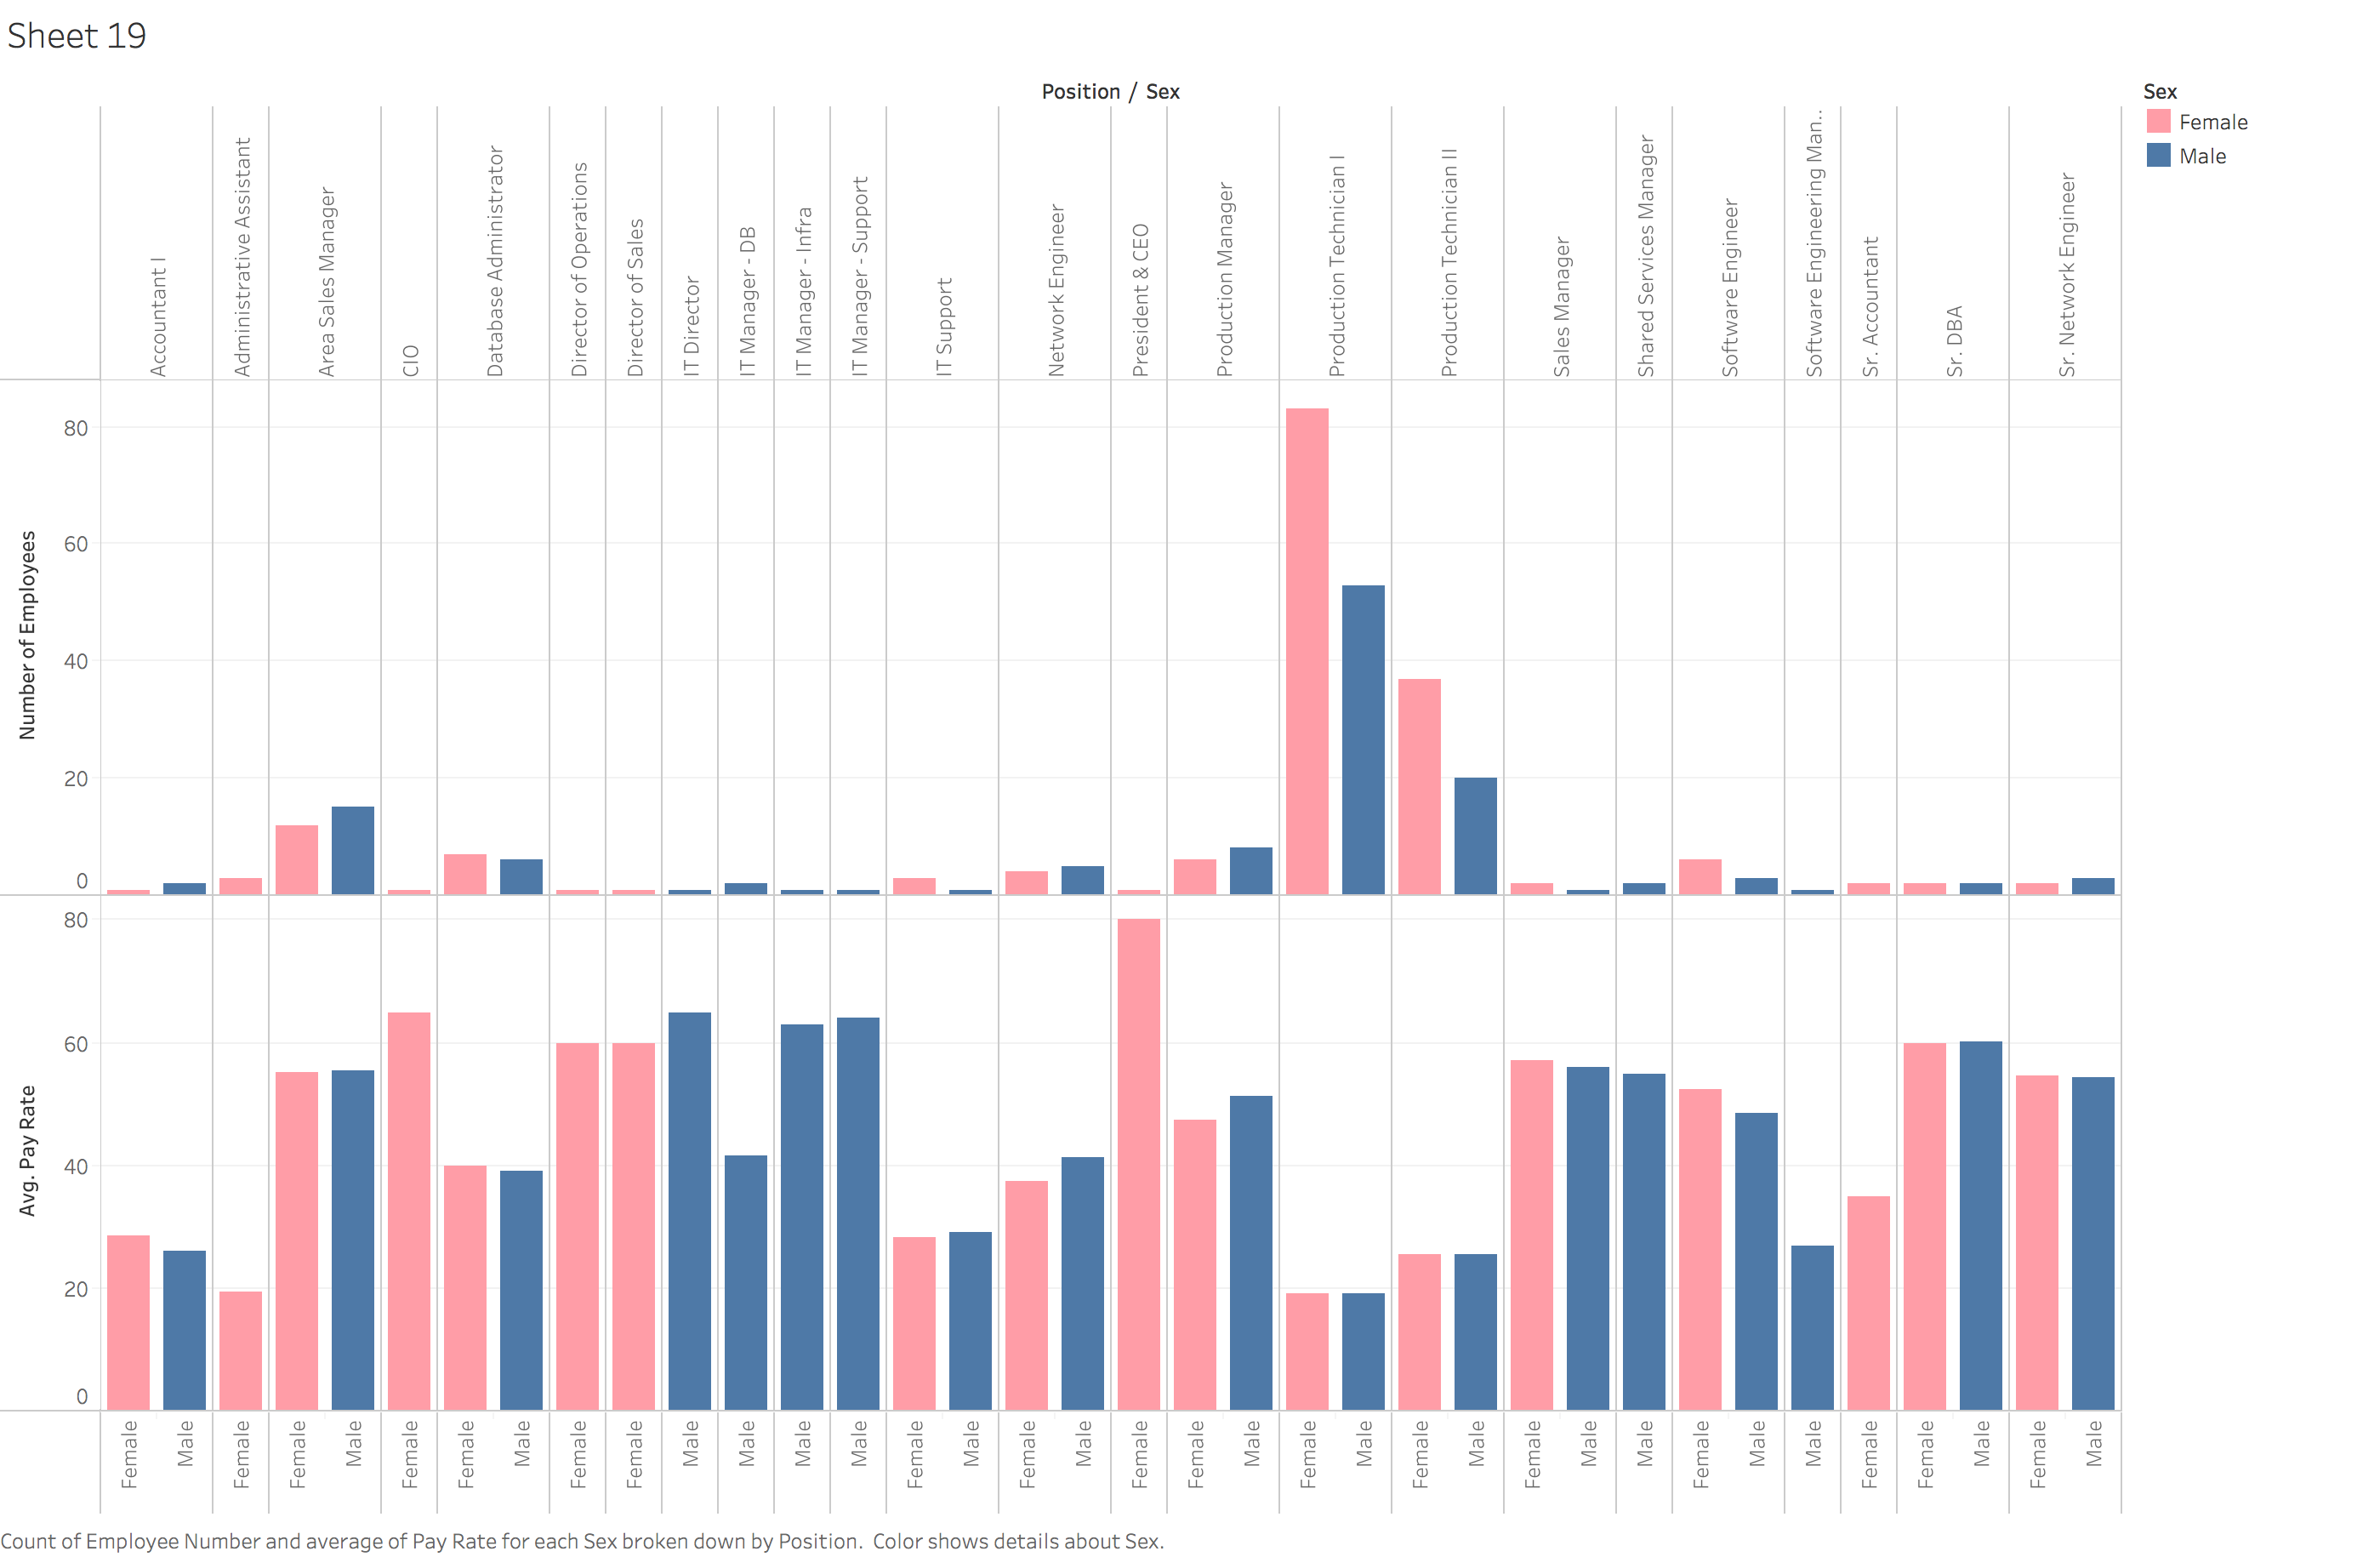 Sheet 19
Position / Sex
Sex
Female
Male
Accountant I
Administrative Assistant
Area Sales Manager
CIO
Database Administrator
Director of Operations
Director of Sales
IT Director
IT Manager - DB
IT Manager - Infra
IT Manager - Support
IT Support
Network Engineer
President & CEO
Production Manager
Production Technician I
Production Technician II
Sales Manager
Shared Services Manager
Software Engineer
Software Engineering Man..
Sr. Accountant
Sr. DBA
Sr. Network Engineer
Number of Employees
80
60
40
20
0
Avg. Pay Rate
80
60
40
20
0
Female
Male
Female
Female
Male
Female
Female
Male
Female
Female
Male
Male
Male
Male
Female
Male
Female
Male
Female
Female
Male
Female
Male
Female
Male
Female
Male
Male
Female
Male
Male
Female
Female
Male
Female
Male
Count of Employee Number and average of Pay Rate for each Sex broken down by Position.  Color shows details about Sex.